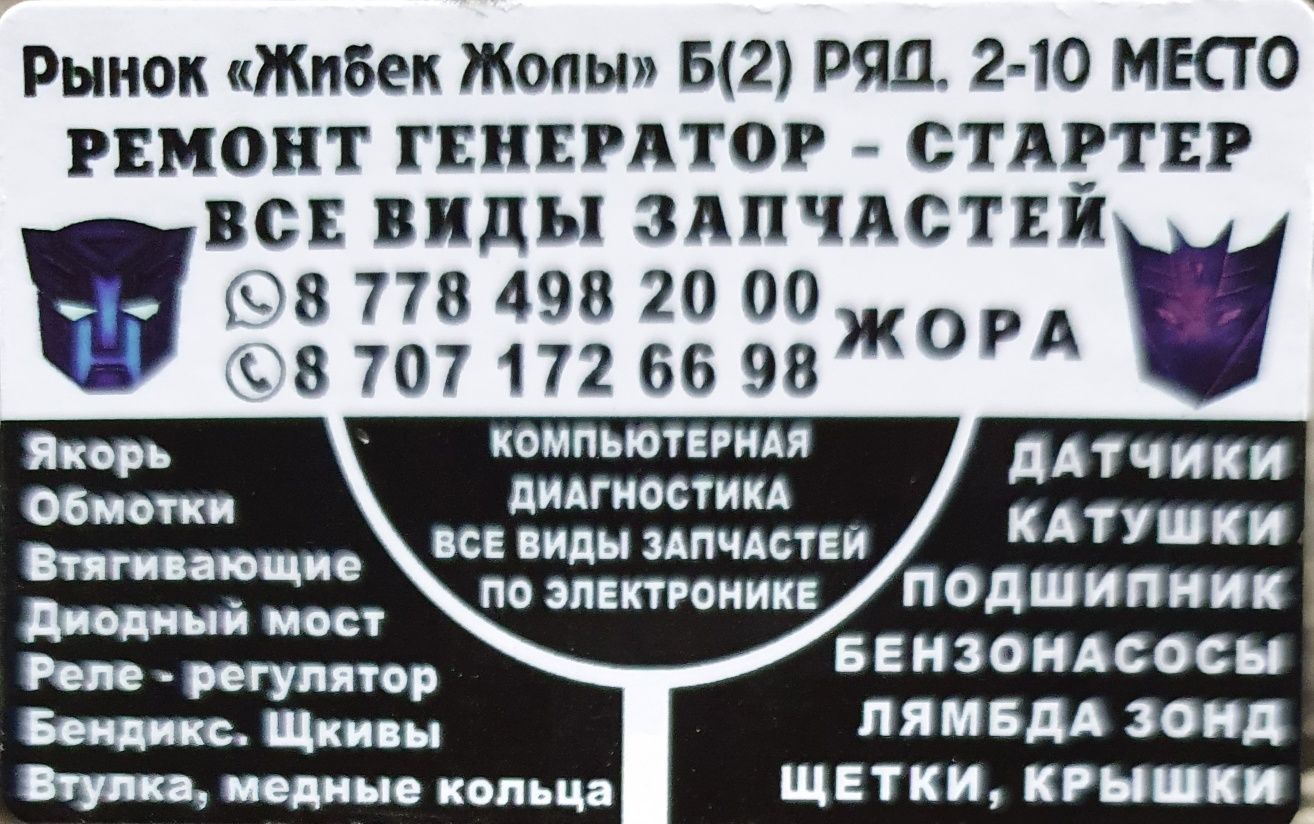 Рынок «Жибек Жолы» Б(2) РЯД. 2-10 МЕСТО
РЕМОНТ ГЕНЕРАТОР - СТАРТЕР
ВСЕ ВИДЫ ЗАПЧАСТЕЙ
8 778 498 20 00
8 707 172 66 98
ЖОРА
Якорь
Обмотки
Втягивающие
Диодный мост
Реле - регулятор
Бендикс. Щкивы
Втулка, медные кольца
КОМПЬЮТЕРНАЯ
ДИАГНОСТИКА
ВСЕ ВИДЫ ЗАПЧАСТЕЙ
ПО ЭЛЕКТРОНИКЕ
ДАТЧИКИ
КАТУШКИ
ПОДШИПНИК
БЕНЗОНАСОСЫ
ЛЯМБДА ЗОНД
ЩЕТКИ, КРЫШКИ